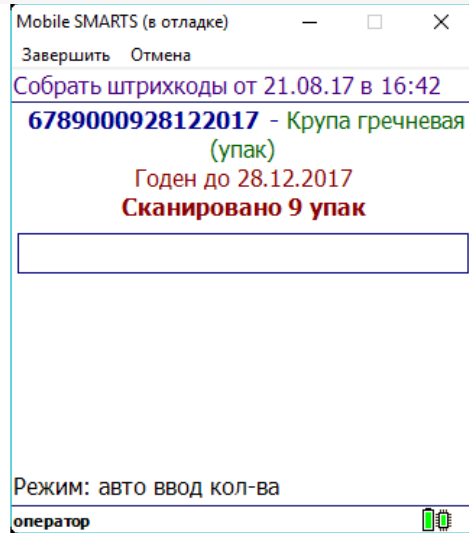 Mobile SMARTS (в отладке)
Завершить Отмена
Собрать штрихкоды от 21.08.17 в 16:42
6789000928122017 - Крупа гречневая
(упак)
Годен до 28.12.2017
Сканировано 9 упак
Режим: авто ввод кол-ва
оператор